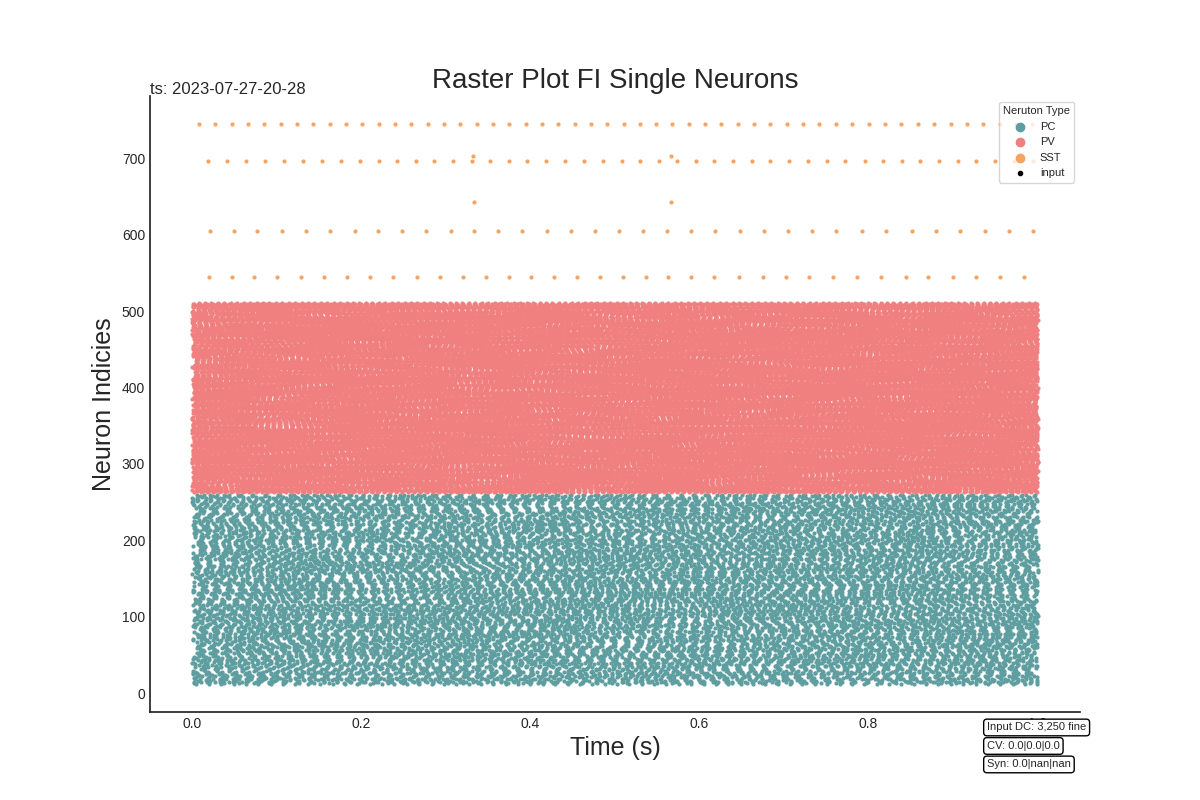 Raster Plot FI Single Neurons
ts: 2023-07-27-20-28
Neruton Type
PC
PV
SST
input
700
600
500
400
300
200
100
0
Neuron Indicies
0.0 0.2 0.4 0.6 0.8
Time (s)
Input DC: 3,250 fine
CV: 0.0|0.0|0.0
Syn: 0.0|nan|nan